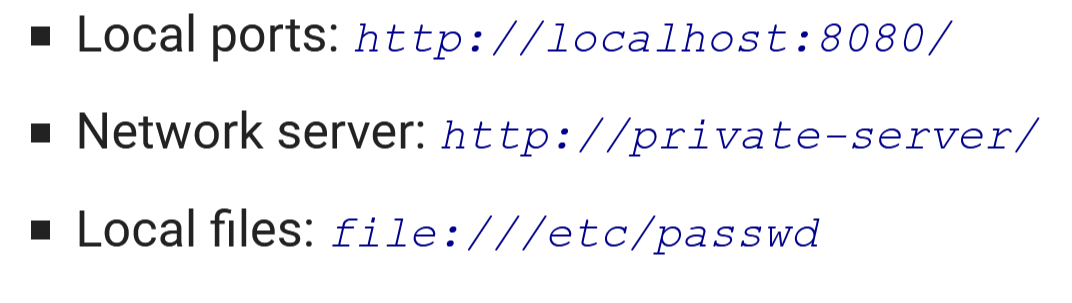 ▪ Local ports: http://localhost:8080/
▪ Network server: http://private-server/
▪ Local files: file:///etc/passwd